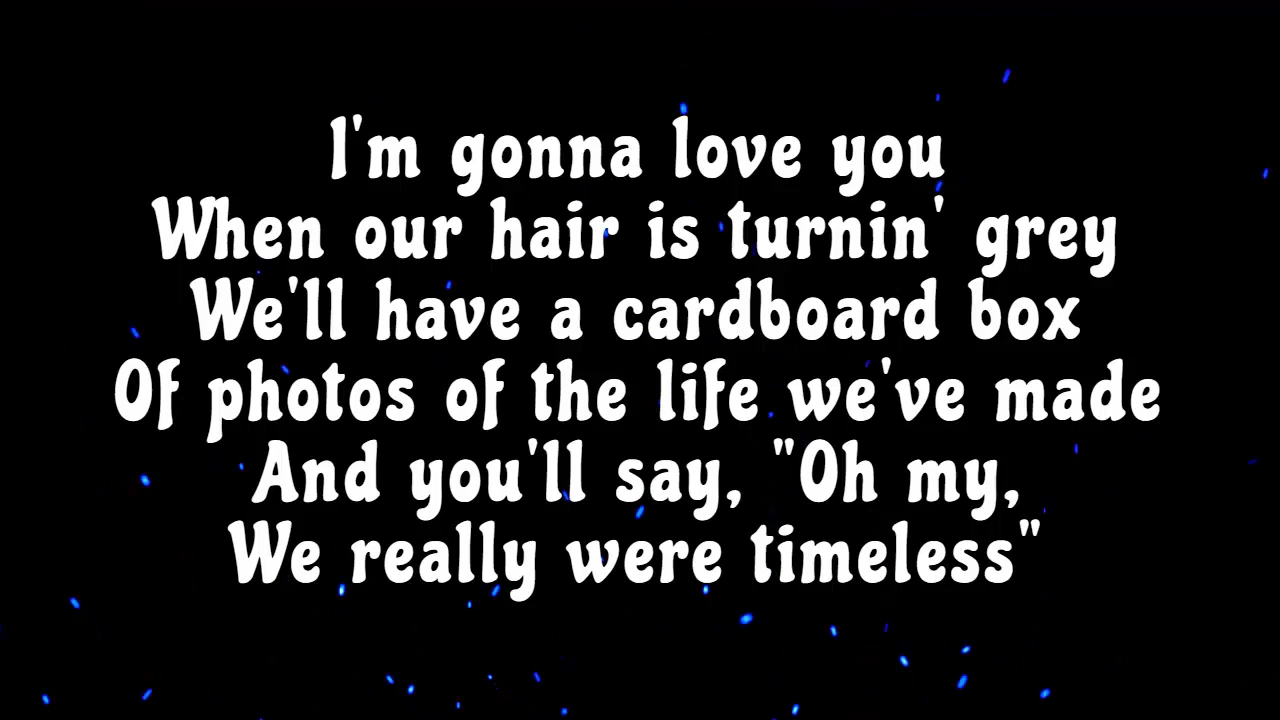 I'm gonna love you
When our hair is turnin' grey
We'll have a cardboard box
Of photos of the life we've made
And you'll say, "Oh my,
We really were timeless"